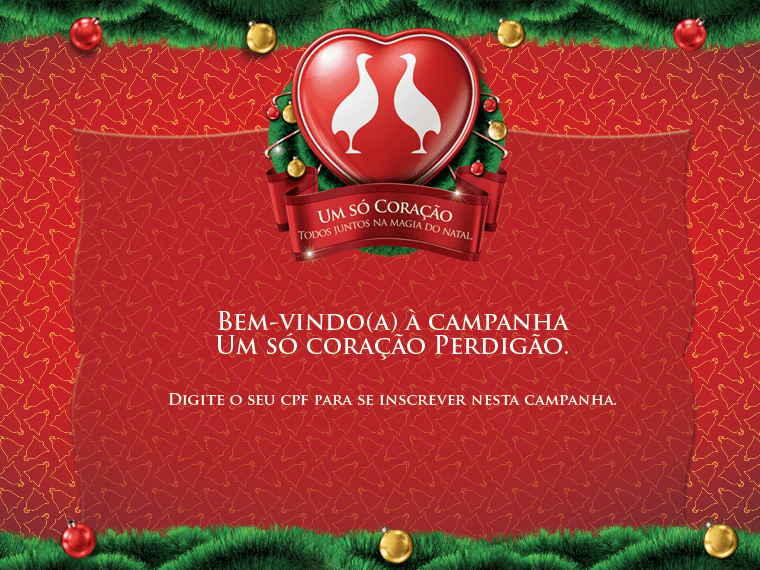 Um só Coração
Todos juntos na magia do natal
Bem-vindo(a) à campanha
Um só coração Perdigão.
Digite o seu cpf para se inscrever nesta campanha.